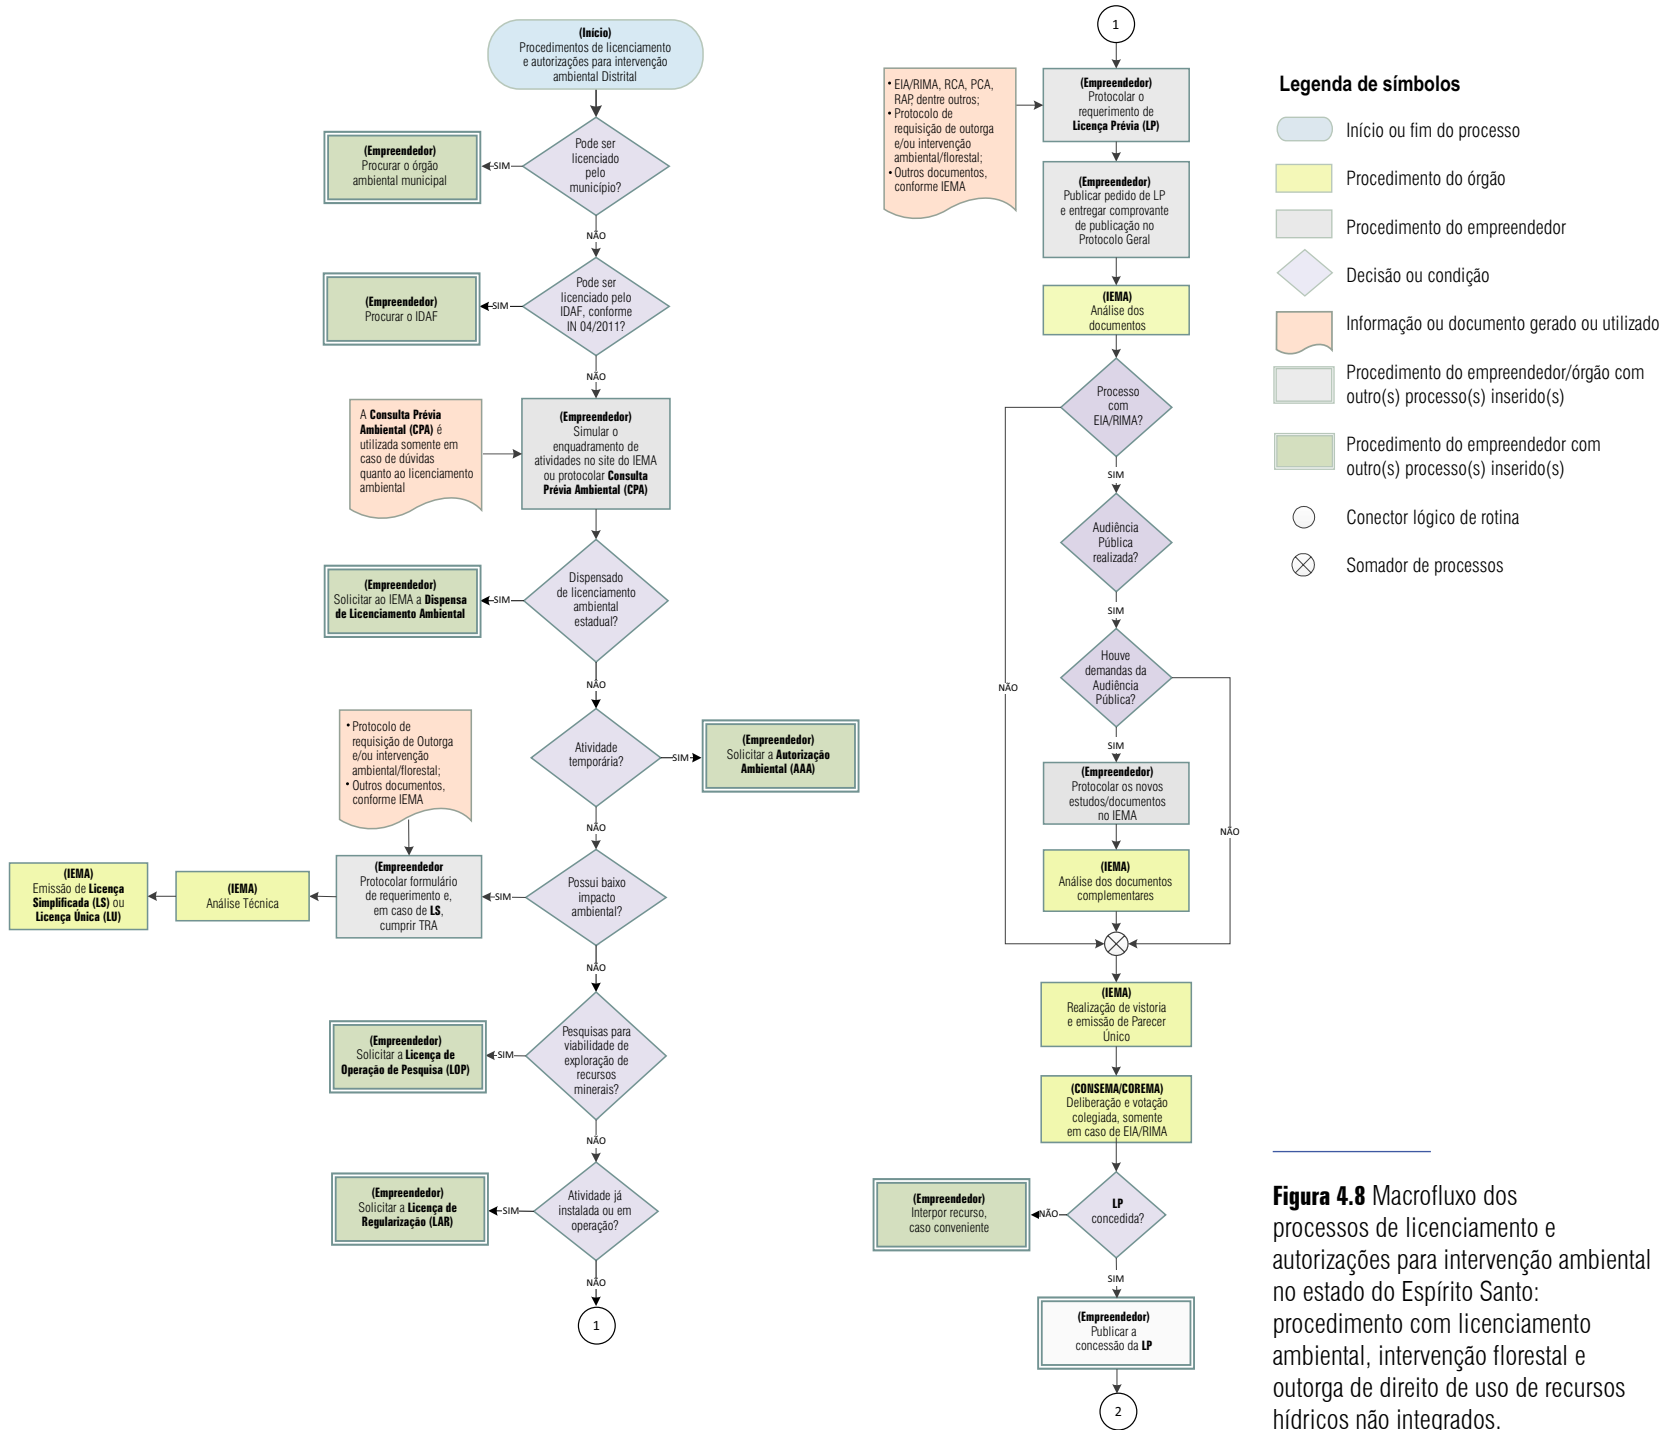 (Início)
Procedimentos de licenciamento
e autorizações para intervenção
ambiental Distrital
Pode ser
licenciado
pelo
município?
SIM
(Empreendedor)
Procurar o órgão
ambiental municipal
NÃO
Pode ser
licenciado pelo
IDAF, conforme
IN 04/2011?
SIM
(Empreendedor)
Procurar o IDAF
NÃO
A Consulta Prévia
Ambiental (CPA) é
utilizada somente em
caso de dúvidas
quanto ao licenciamento
ambiental
(Empreendedor)
Simular o
enquadramento de
atividades no site do IEMA
ou protocolar Consulta
Prévia Ambiental (CPA)
Dispensado
de licenciamento
ambiental
estadual?
SIM
(Empreendedor)
Solicitar ao IEMA a Dispensa
de Licenciamento Ambiental
NÃO
Atividade
temporária?
SIM
(Empreendedor)
Solicitar a Autorização
Ambiental (AAA)
NÃO
• Protocolo de
requisição de Outorga
e/ou intervenção
ambiental/florestal;
• Outros documentos,
conforme IEMA
Possui baixo
impacto
ambiental?
SIM
(Empreendedor
Protocolar formulário
de requerimento e,
em caso de LS,
cumprir TRA
(IEMA)
Análise Técnica
(IEMA)
Emissão de Licença
Simplificada (LS) ou
Licença Única (LU)
NÃO
Pesquisas para
viabilidade de
exploração de
recursos
minerais?
SIM
(Empreendedor)
Solicitar a Licença de
Operação de Pesquisa (LOP)
NÃO
Atividade já
instalada ou em
operação?
SIM
(Empreendedor)
Solicitar a Licença de
Regularização (LAR)
NÃO
1
1
• EIA/RIMA, RCA, PCA,
RAP, dentre outros;
• Protocolo de
requisição de outorga
e/ou intervenção
ambiental/florestal;
• Outros documentos,
conforme IEMA
(Empreendedor)
Protocolar o
requerimento de
Licença Prévia (LP)
(Empreendedor)
Publicar pedido de LP
e entregar comprovante
de publicação no
Protocolo Geral
(IEMA)
Análise dos
documentos
Processo
com
EIA/RIMA?
SIM
NÃO
Audiência
Pública
realizada?
SIM
Houve
demandas da
Audiência
Pública?
SIM
NÃO
(Empreendedor)
Protocolar os novos
estudos/documentos
no IEMA
(IEMA)
Análise dos documentos
complementares
(IEMA)
Realização de vistoria
e emissão de Parecer
Único
(CONSEMA/COREMA)
Deliberação e votação
colegiada, somente
em caso de EIA/RIMA
LP
concedida?
NÃO
(Empreendedor)
Interpor recurso,
caso conveniente
SIM
(Empreendedor)
Publicar a
concessão da LP
2
Legenda de símbolos
Início ou fim do processo
Procedimento do órgão
Procedimento do empreendedor
Decisão ou condição
Informação ou documento gerado ou utilizado
Procedimento do empreendedor/órgão com
outro(s) processo(s) inserido(s)
Procedimento do empreendedor com
outro(s) processo(s) inserido(s)
Conector lógico de rotina
Somador de processos
Figura 4.8 Macrofluxo dos
processos de licenciamento e
autorizações para intervenção ambiental
no estado do Espírito Santo:
procedimento com licenciamento
ambiental, intervenção florestal e
outorga de direito de uso de recursos
hídricos não integrados.